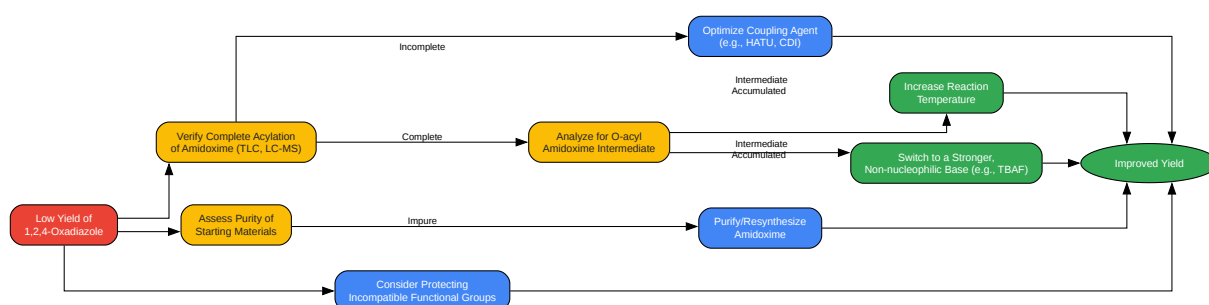 Optimize Coupling Agent
(e.g., HATU, CDI)
Incomplete
Intermediate
Accumulated
Increase Reaction
Temperature
Verify Complete Acylation
of Amidoxime (TLC, LC-MS)
Complete
Analyze for O-acyl
Amidoxime Intermediate
Intermediate
Accumulated
Switch to a Stronger,
Non-nucleophilic Base (e.g., TBAF)
Improved Yield
Low Yield of
1,2,4-Oxadiazole
Assess Purity of
Starting Materials
Impure
Purify/Resynthesize
Amidoxime
Consider Protecting
Incompatible Functional Groups